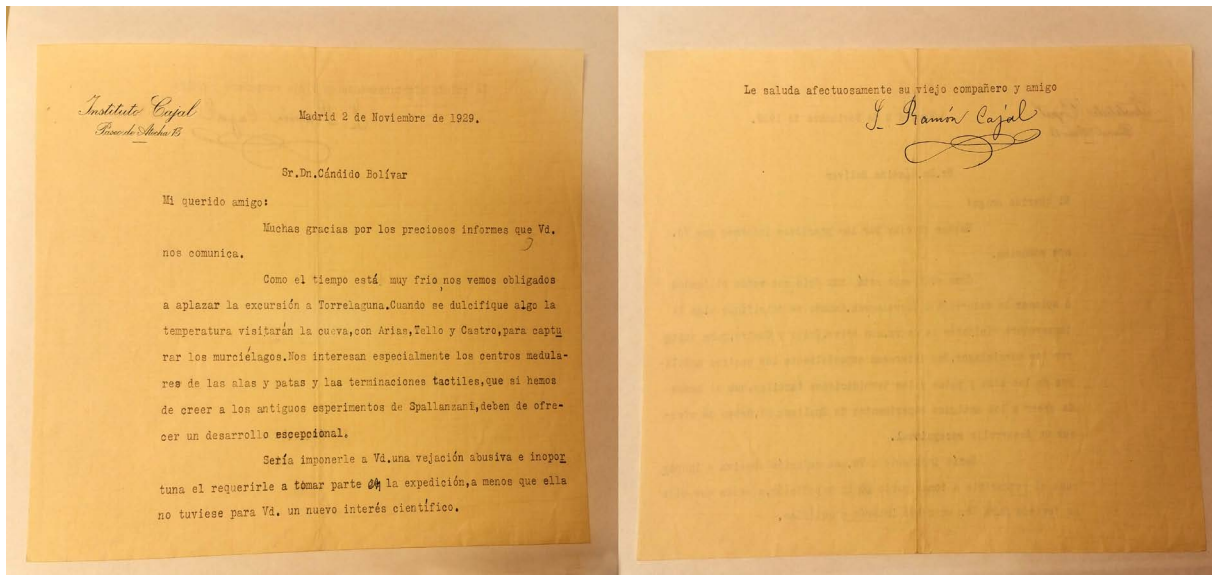 Instituto Cajal
Paseo de Atocha 13
Madrid 2 de Noviembre de 1929.
Sr.Dn.Cándido Bolívar
Mi querido amigo:
Muchas gracias por los preciosos informes que Vd.
nos comunica.
Como el tiempo está muy frio,nos vemos obligados
a aplazar la excursión a Torrelaguna.Cuando se dulcifique algo la
temperatura visitarán la cueva,con Arias,Tello y Castro,para captu
rar los murciélagos.Nos interesan especialmente los centros medula-
res de las alas y patas y las terminaciones tactiles,que si hemos
de creer a los antiguos esperimentos de Spallanzani,deben de ofre-
cer un desarrollo escepcional.
Sería imponerle a Vd.una vejación abusiva e inopor
tuna el requerirle a tomar parte en la expedición,a menos que ella
no tuviese para Vd. un nuevo interés científico.
Le saluda afectuosamente su viejo compañero y amigo
S. Ramón Cajal